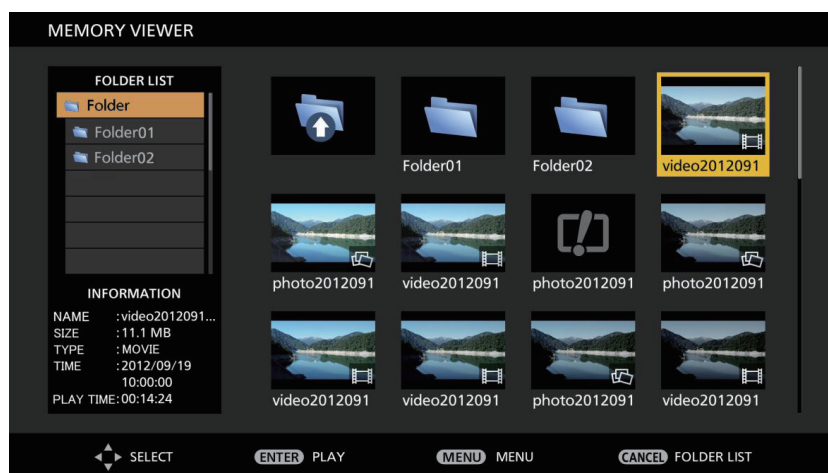 MEMORY VIEWER
FOLDER LIST
Folder
Folder01
Folder02
INFORMATION
NAME :video2012091...
SIZE :11.1 MB
TYPE :MOVIE
TIME :2012/09/19
10:00:00
PLAY TIME:00:14:24
Folder01 Folder02 video2012091
photo2012091 video2012091 photo2012091 photo2012091
video2012091 video2012091 photo2012091 video2012091
SELECT ENTER PLAY MENU MENU CANCEL FOLDER LIST